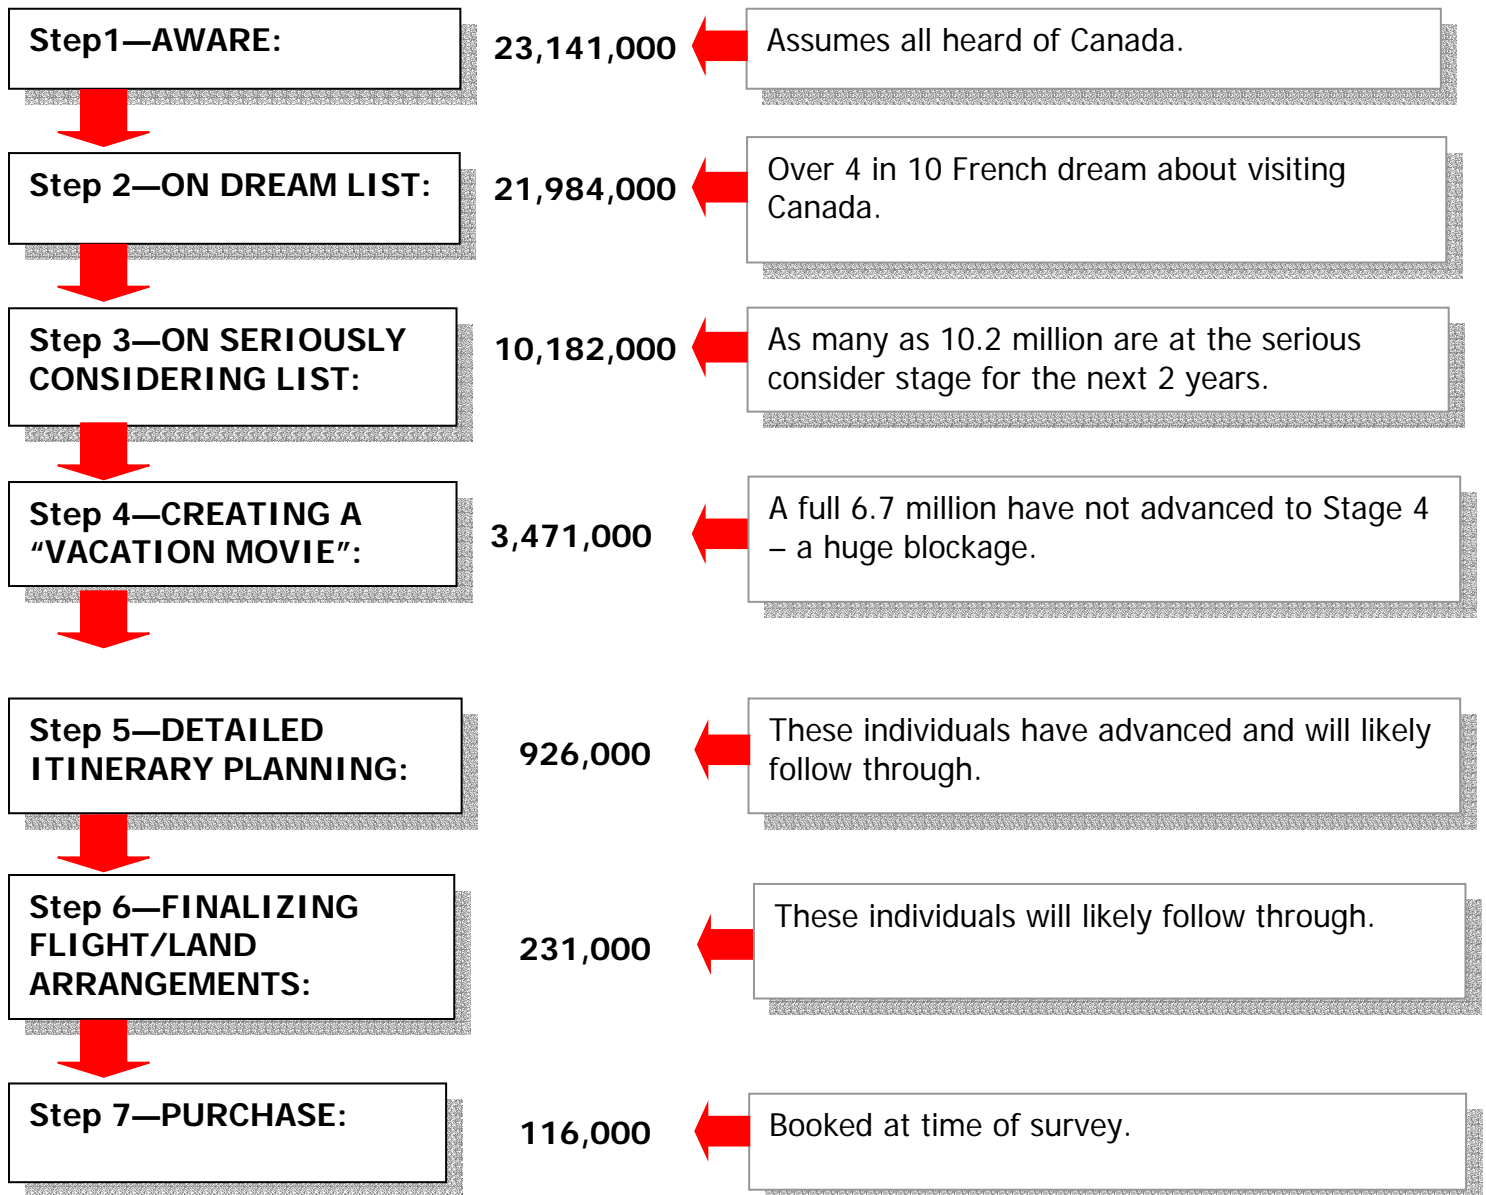 Step1—AWARE:
23,141,000
Assumes all heard of Canada.
Step 2—ON DREAM LIST:
21,984,000
Over 4 in 10 French dream about visiting
Canada.
Step 3—ON SERIOUSLY
CONSIDERING LIST:
10,182,000
As many as 10.2 million are at the serious
consider stage for the next 2 years.
Step 4—CREATING A
“VACATION MOVIE”:
3,471,000
A full 6.7 million have not advanced to Stage 4
– a huge blockage.
Step 5—DETAILED
ITINERARY PLANNING:
926,000
These individuals have advanced and will likely
follow through.
Step 6—FINALIZING
FLIGHT/LAND
ARRANGEMENTS:
231,000
These individuals will likely follow through.
Step 7—PURCHASE:
116,000
Booked at time of survey.